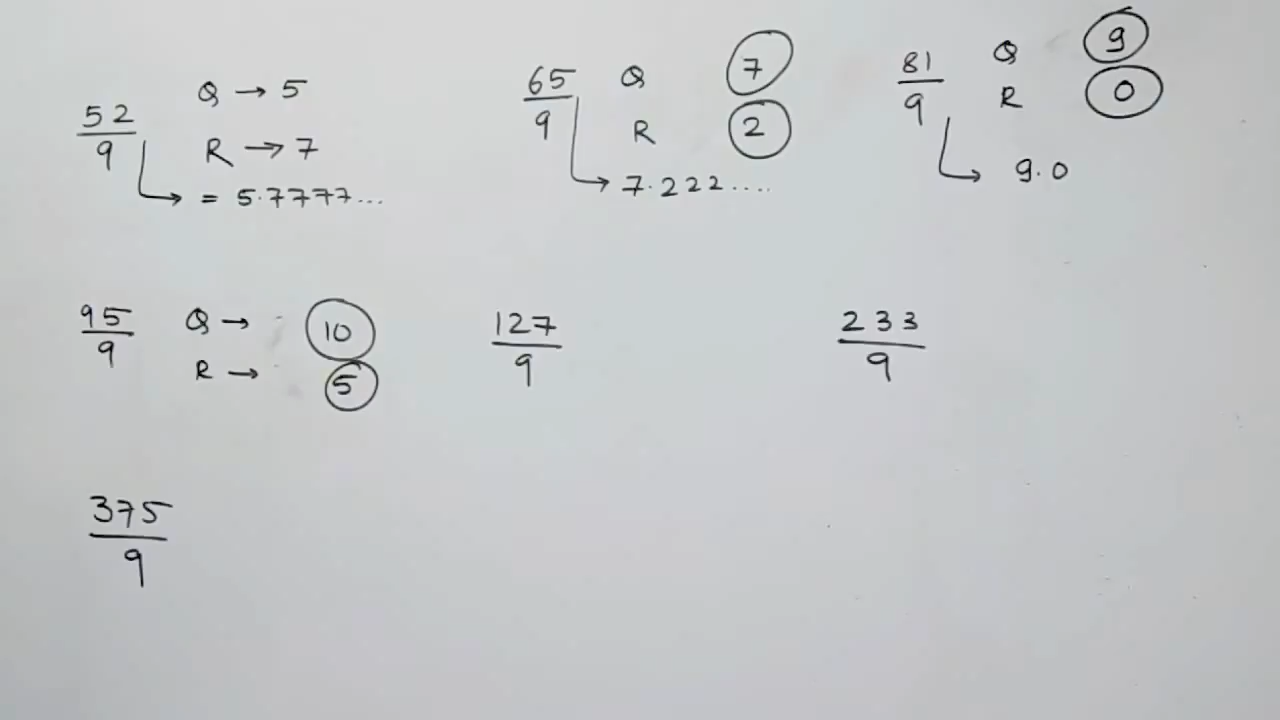 52/9 Q → 5
R → 7
= 5.7777...
65/9 Q 7
R 2
7.222....
81/9 Q 9
R 0
9.0
95/9 Q → 10
R → 5
127/9
233/9
375/9